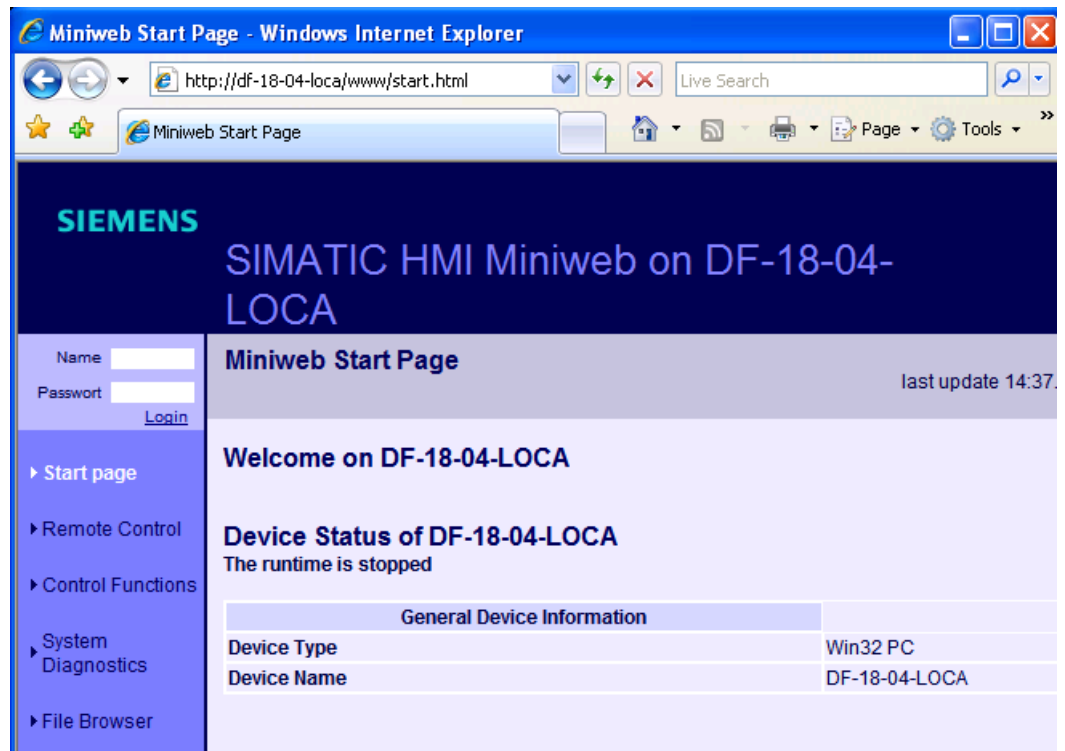 Miniweb Start Page - Windows Internet Explorer
http://df-18-04-loca/www/start.html
Live Search
Miniweb Start Page
Page
Tools
SIEMENS
SIMATIC HMI Miniweb on DF-18-04-
LOCA
Name
Passwort
Login
Miniweb Start Page
last update 14:37.
Start page
Remote Control
Control Functions
System
Diagnostics
File Browser
Welcome on DF-18-04-LOCA
Device Status of DF-18-04-LOCA
The runtime is stopped
General Device Information
Device Type Win32 PC
Device Name DF-18-04-LOCA